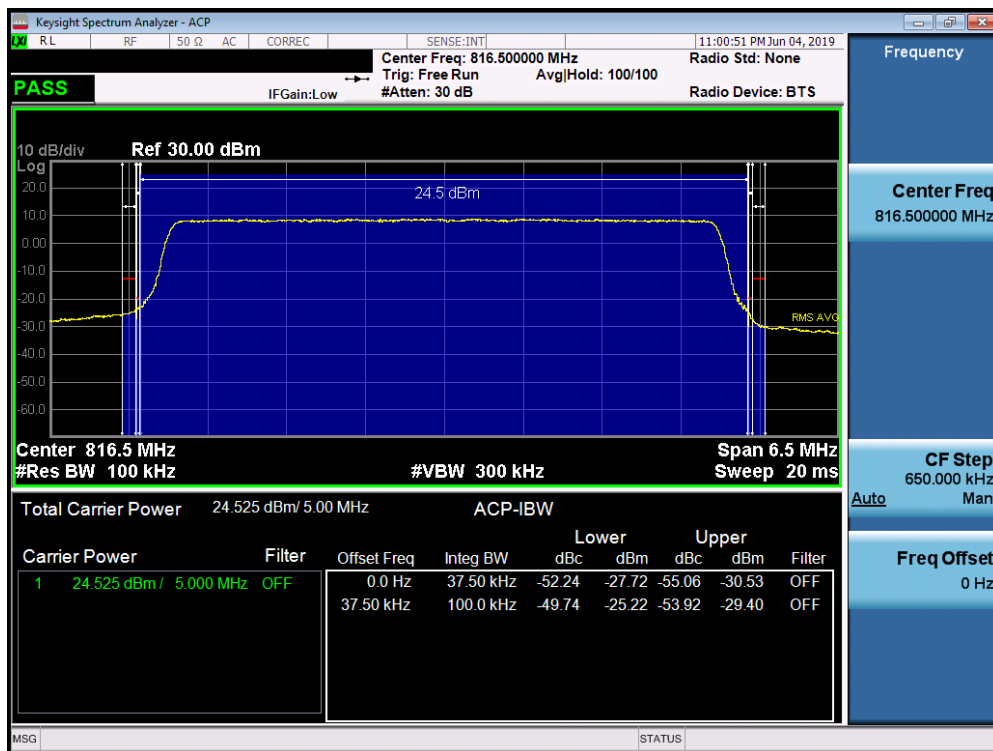 Keysight Spectrum Analyzer - ACP
LXI RL RF 50 Ω AC CORREC SENSE:INT 11:00:51 PM Jun 04, 2019
Center Freq: 816.500000 MHz Radio Std: None
Trig: Free Run Avg|Hold: 100/100
PASS IFGain:Low #Atten: 30 dB Radio Device: BTS
10 dB/div Ref 30.00 dBm
Log
24.5 dBm
20.0
10.0
0.00
-10.0
-20.0
RMS AVG
-30.0
-40.0
-50.0
-60.0
Center 816.5 MHz Span 6.5 MHz
#Res BW 100 kHz #VBW 300 kHz Sweep 20 ms
Total Carrier Power 24.525 dBm/ 5.00 MHz ACP-IBW
Lower Upper
Carrier Power Filter Offset Freq Integ BW dBc dBm dBc dBm Filter
1 24.525 dBm / 5.000 MHz OFF 0.0 Hz 37.50 kHz -52.24 -27.72 -55.06 -30.53 OFF
37.50 kHz 100.0 kHz -49.74 -25.22 -53.92 -29.40 OFF
MSG STATUS
Frequency
Center Freq
816.500000 MHz
CF Step
650.000 kHz
Auto Man
Freq Offset
0 Hz